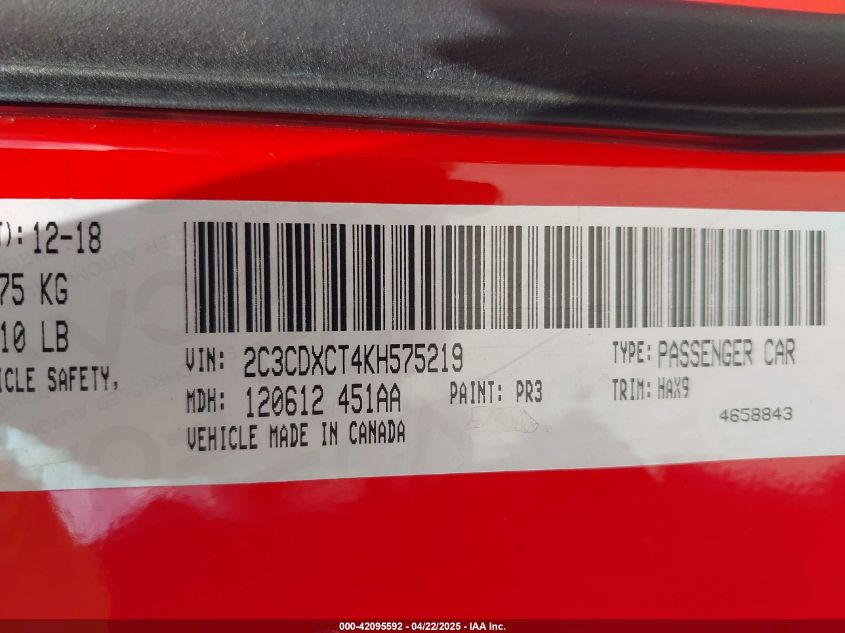 T): 12-18
75 KG
10 LB
ICLE SAFETY,
VIN: 2C3CDXCT4KH575219
TYPE: PASSENGER CAR
MDH: 120612 451AA
PAINT: PR3
TRIM: HAX9
VEHICLE MADE IN CANADA
4658843
000-42095592 - 04/22/2025 - IAA Inc.